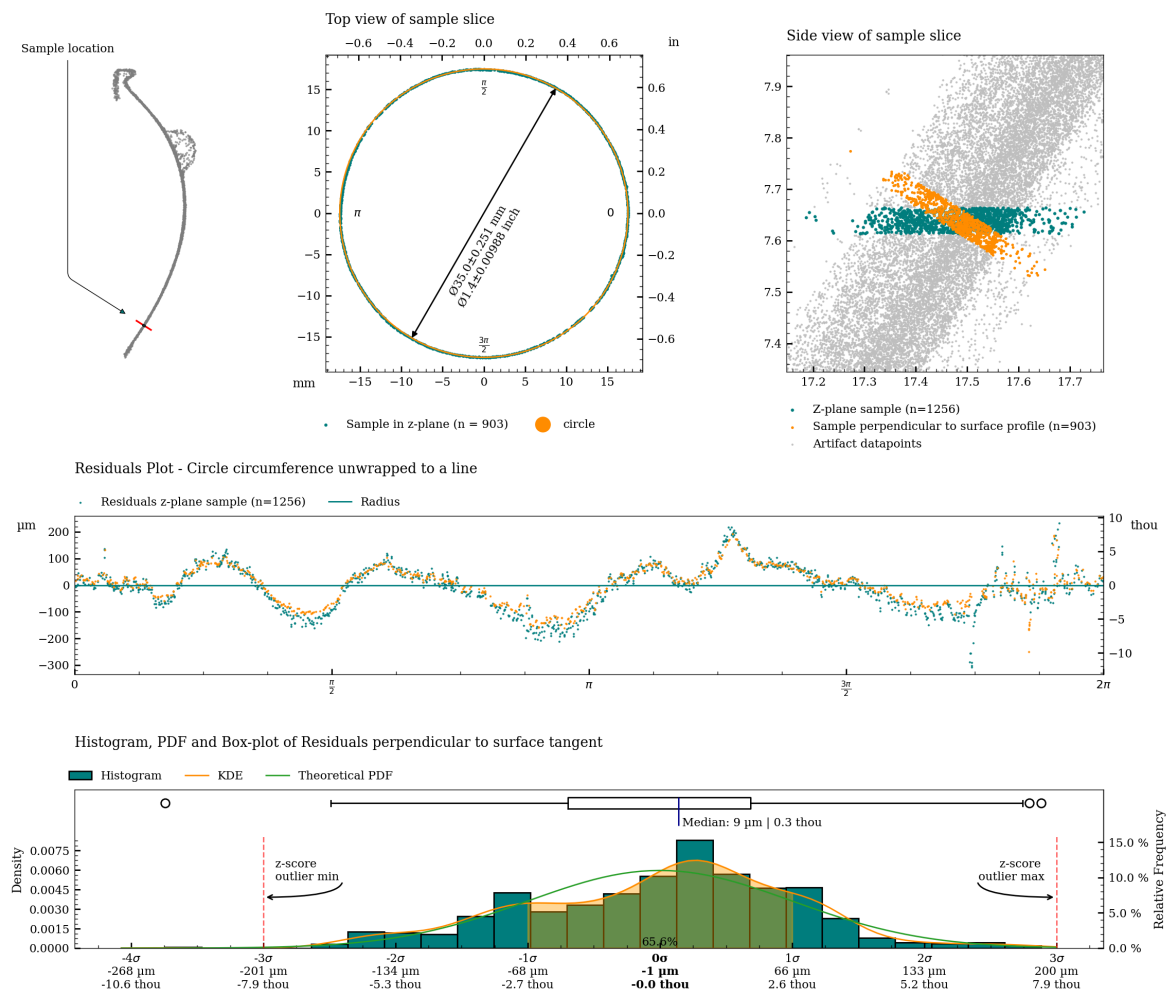 Sample location
Top view of sample slice
−0.6 −0.4 −0.2 0.0 0.2 0.4 0.6 in
15
10
5
0
−5
−10
−15
π/2
π
0
3π/2
Ø35.0±0.251 mm
Ø1.4±0.00988 inch
0.6
0.4
0.2
0.0
−0.2
−0.4
−0.6
mm −15 −10 −5 0 5 10 15
Sample in z-plane (n = 903) circle
Side view of sample slice
7.9
7.8
7.7
7.6
7.5
7.4
17.2 17.3 17.4 17.5 17.6 17.7
Z-plane sample (n=1256)
Sample perpendicular to surface profile (n=903)
Artifact datapoints
Residuals Plot - Circle circumference unwrapped to a line
Residuals z-plane sample (n=1256) Radius
µm
200
100
0
−100
−200
−300
thou
10
5
0
−5
−10
0 π/2 π 3π/2 2π
Histogram, PDF and Box-plot of Residuals perpendicular to surface tangent
Histogram KDE Theoretical PDF
Median: 9 µm | 0.3 thou
Density
0.0075
0.0060
0.0045
0.0030
0.0015
0.0000
z-score
outlier min
z-score
outlier max
65.6%
Relative Frequency
15.0 %
10.0 %
5.0 %
0.0 %
-4σ -3σ -2σ -1σ 0σ 1σ 2σ 3σ
-268 µm -201 µm -134 µm -68 µm -1 µm 66 µm 133 µm 200 µm
-10.6 thou -7.9 thou -5.3 thou -2.7 thou -0.0 thou 2.6 thou 5.2 thou 7.9 thou